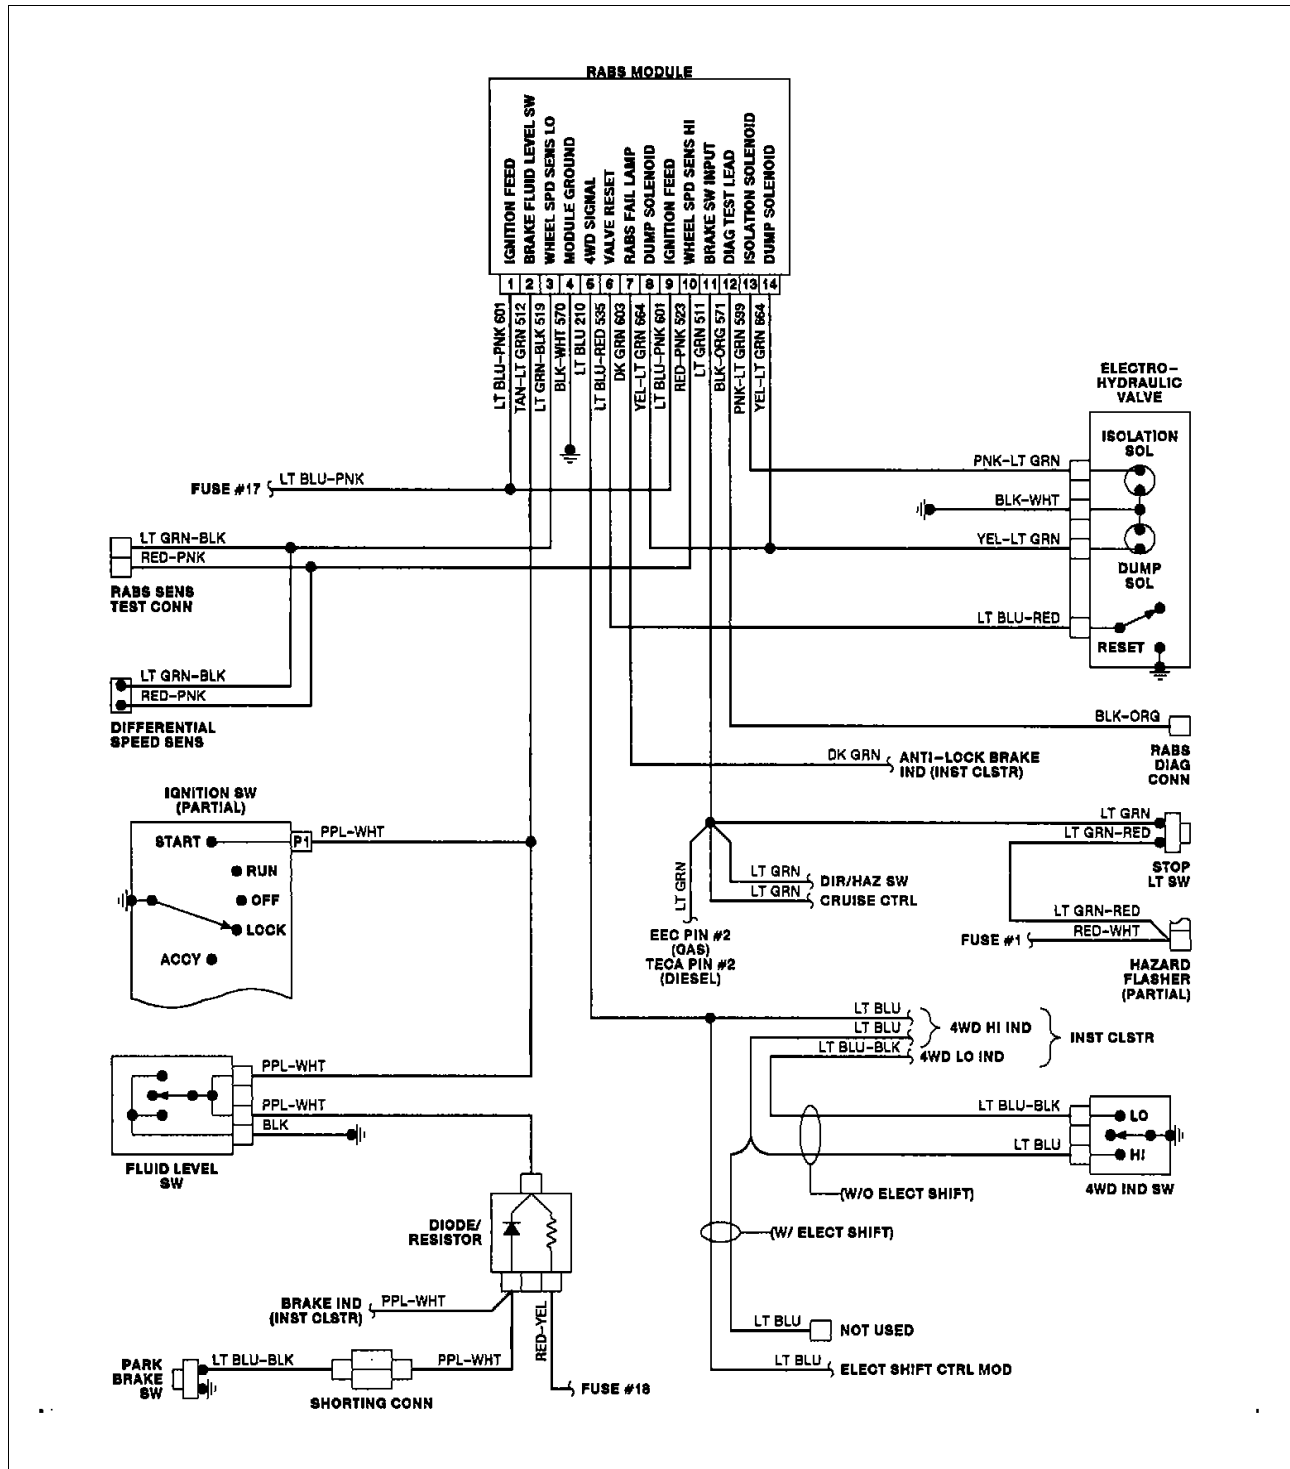 RABS MODULE
IGNITION FEED
BRAKE FLUID LEVEL SW
WHEEL SPD SENS LO
MODULE GROUND
4WD SIGNAL
VALVE RESET
RABS FAIL LAMP
DUMP SOLENOID
IGNITION FEED
WHEEL SPD SENS HI
BRAKE SW INPUT
DIAG TEST LEAD
ISOLATION SOLENOID
DUMP SOLENOID
1 2 3 4 5 6 7 8 9 10 11 12 13 14
LT BLU-PNK 601
TAN-LT GRN 512
LT GRN-BLK 519
BLK-WHT 570
LT BLU 210
LT BLU-RED 535
DK GRN 603
YEL-LT GRN 664
LT BLU-PNK 601
RED-PNK 523
LT GRN 511
BLK-ORG 571
PNK-LT GRN 599
YEL-LT GRN 664
ELECTRO-
HYDRAULIC
VALVE
ISOLATION
SOL
PNK-LT GRN
BLK-WHT
YEL-LT GRN
DUMP
SOL
LT BLU-RED
RESET
FUSE #17
LT BLU-PNK
LT GRN-BLK
RED-PNK
RABS SENS
TEST CONN
LT GRN-BLK
RED-PNK
DIFFERENTIAL
SPEED SENS
BLK-ORG
RABS
DIAG
CONN
DK GRN
ANTI-LOCK BRAKE
IND (INST CLSTR)
IGNITION SW
(PARTIAL)
START
P1
PPL-WHT
RUN
OFF
LOCK
ACCY
LT GRN
LT GRN-RED
STOP
LT SW
LT GRN
LT GRN
DIR/HAZ SW
LT GRN
CRUISE CTRL
EEC PIN #2
(GAS)
TECA PIN #2
(DIESEL)
LT GRN-RED
RED-WHT
FUSE #1
HAZARD
FLASHER
(PARTIAL)
LT BLU
LT BLU
4WD HI IND
LT BLU-BLK
4WD LO IND
INST CLSTR
PPL-WHT
PPL-WHT
BLK
FLUID LEVEL
SW
LT BLU-BLK
LO
LT BLU
HI
4WD IND SW
(W/O ELECT SHIFT)
(W/ ELECT SHIFT)
DIODE/
RESISTOR
BRAKE IND
(INST CLSTR)
PPL-WHT
RED-YEL
LT BLU
NOT USED
PARK
BRAKE
SW
LT BLU-BLK
PPL-WHT
SHORTING CONN
FUSE #18
LT BLU
ELECT SHIFT CTRL MOD